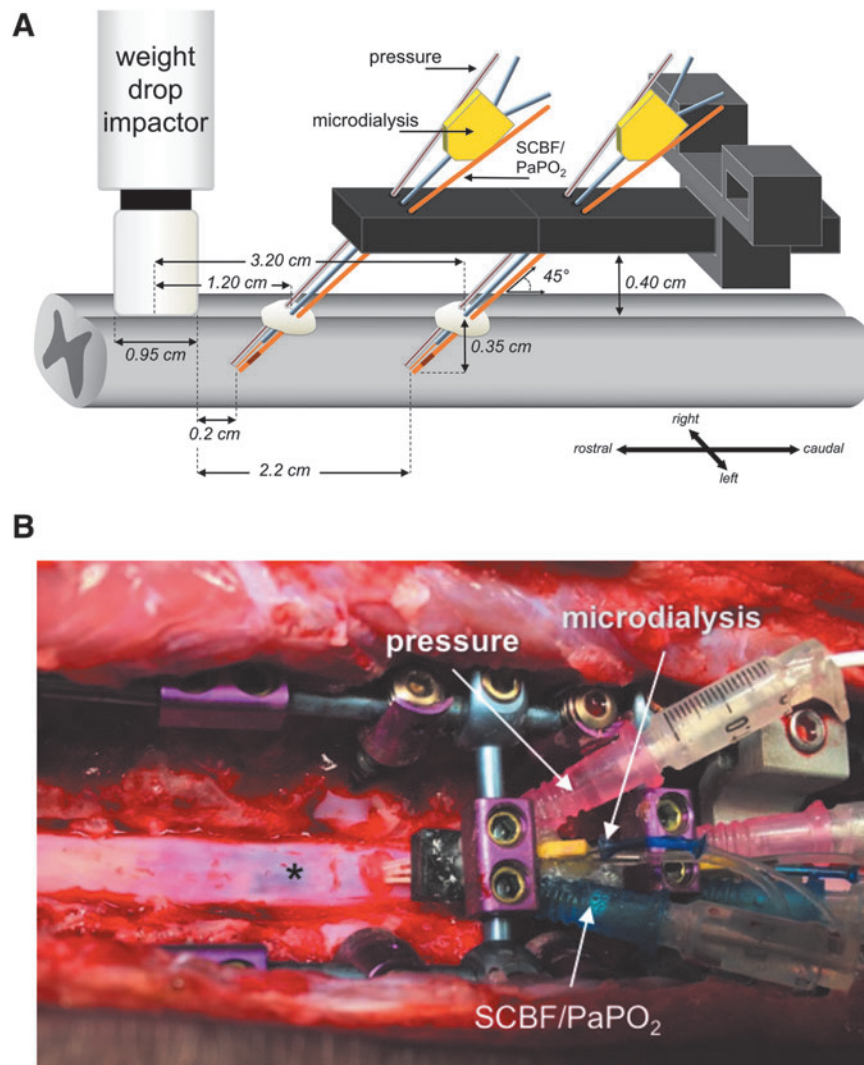 A
weight
drop
impactor
pressure
microdialysis
SCBF/
PaPO₂
3.20 cm
1.20 cm
45°
0.40 cm
0.95 cm
0.35 cm
0.2 cm
2.2 cm
right
rostral
caudal
left
B
microdialysis
pressure
*
SCBF/PaPO₂